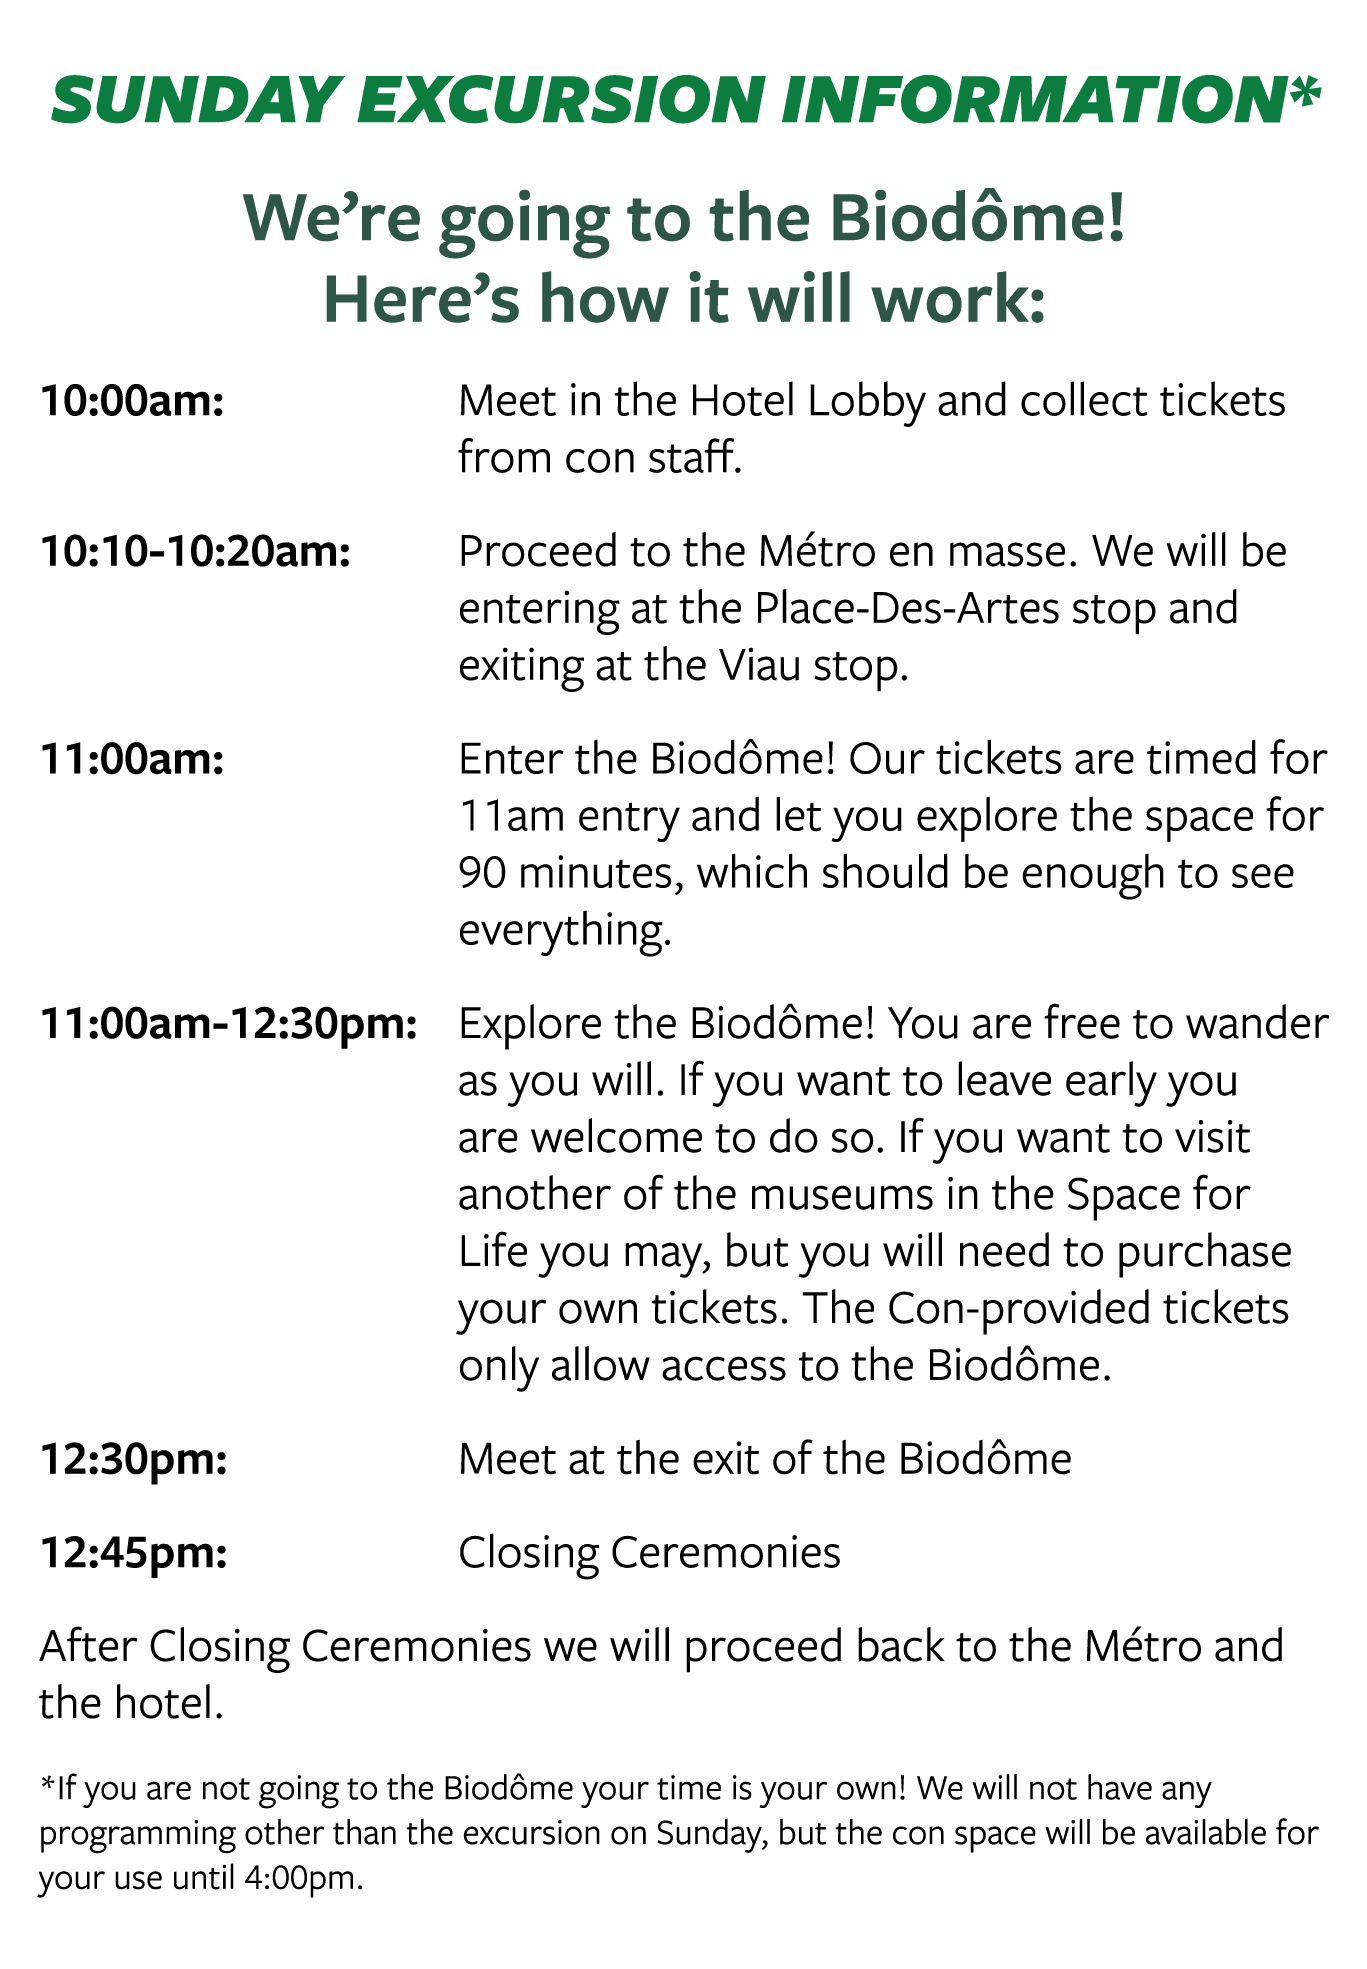 SUNDAY EXCURSION INFORMATION*
We’re going to the Biodôme!
Here’s how it will work:
10:00am: Meet in the Hotel Lobby and collect tickets
from con staff.
10:10-10:20am: Proceed to the Métro en masse. We will be
entering at the Place-Des-Artes stop and
exiting at the Viau stop.
11:00am: Enter the Biodôme! Our tickets are timed for
11am entry and let you explore the space for
90 minutes, which should be enough to see
everything.
11:00am-12:30pm: Explore the Biodôme! You are free to wander
as you will. If you want to leave early you
are welcome to do so. If you want to visit
another of the museums in the Space for
Life you may, but you will need to purchase
your own tickets. The Con-provided tickets
only allow access to the Biodôme.
12:30pm: Meet at the exit of the Biodôme
12:45pm: Closing Ceremonies
After Closing Ceremonies we will proceed back to the Métro and
the hotel.
*If you are not going to the Biodôme your time is your own! We will not have any
programming other than the excursion on Sunday, but the con space will be available for
your use until 4:00pm.